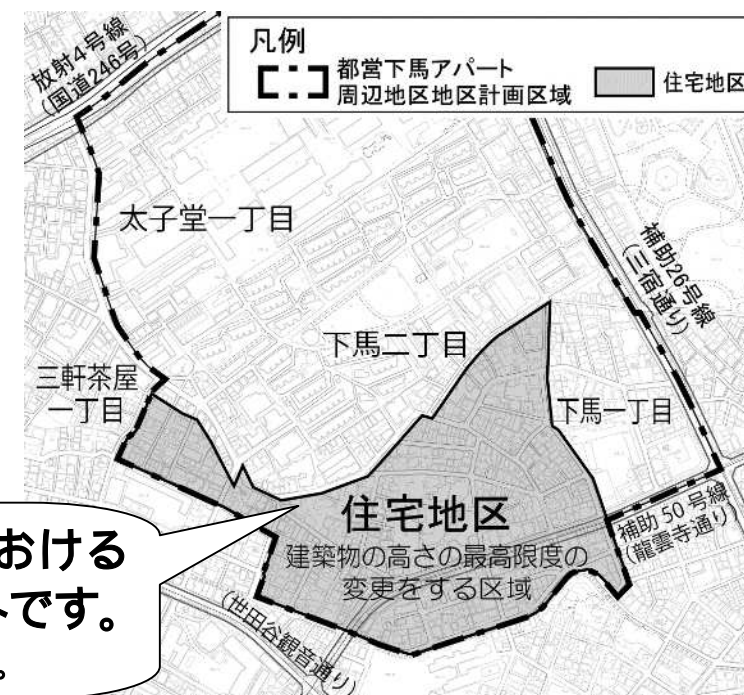 凡例
都営下馬アパート
周辺地区地区計画区域
住宅地区
放射4号線
(国道246号)
太子堂一丁目
補助26号線
(三宿通り)
下馬二丁目
三軒茶屋
一丁目
下馬一丁目
住宅地区
建築物の高さの最高限度の
変更をする区域
補助50号線
(龍雲寺通り)
(世田谷観音通り)
おける
です。
。